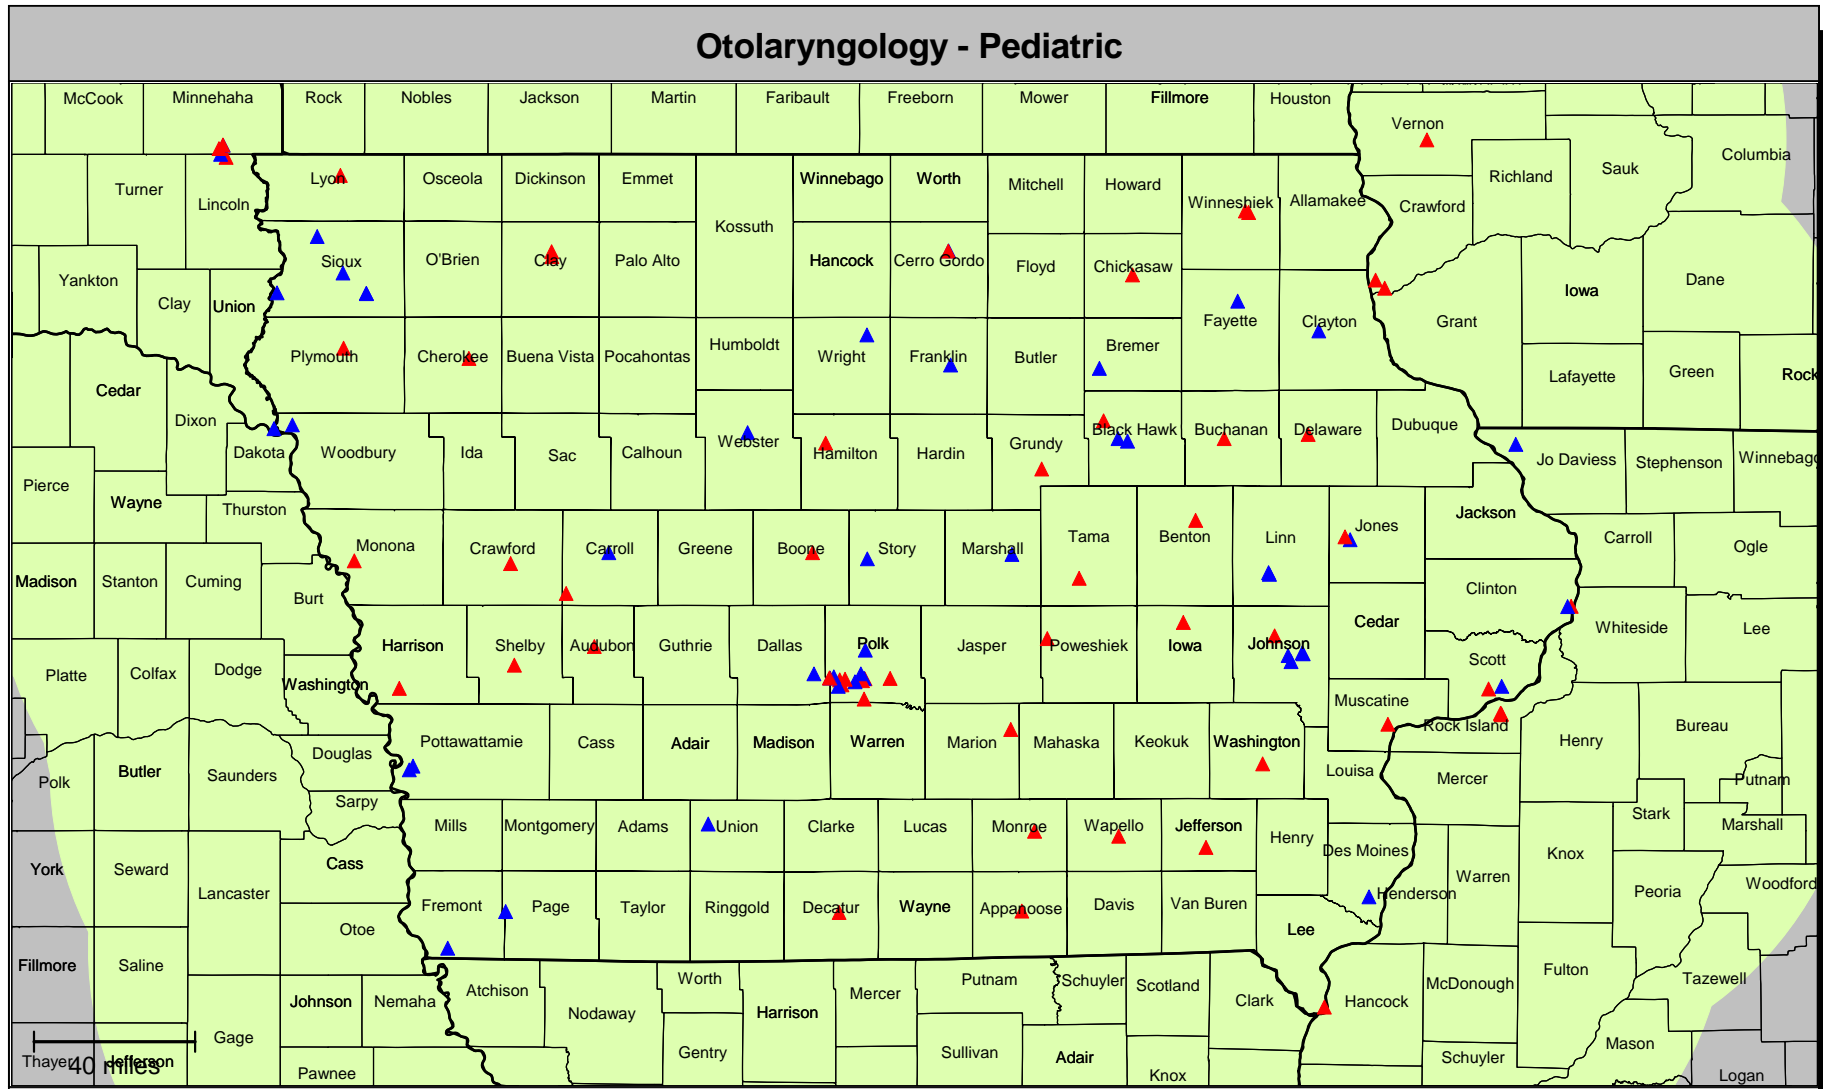 Otolaryngology - Pediatric
McCook Minnehaha Rock Nobles Jackson Martin Faribault Freeborn Mower Fillmore Houston
Vernon
Columbia
Sauk
Richland
Turner Lyon Osceola Dickinson Emmet Winnebago Worth Mitchell Howard
Lincoln Winneshiek Allamakee Crawford
Kossuth
Yankton Sioux O'Brien Clay Palo Alto Hancock Cerro Gordo Floyd Chickasaw Dane
Clay Union Iowa
Fayette Clayton Grant
Plymouth Cherokee Buena Vista Pocahontas Humboldt Wright Franklin Butler Bremer
Cedar Lafayette Green Rock
Dixon Webster Black Hawk Buchanan Delaware Dubuque
Dakota Woodbury Ida Sac Calhoun Hamilton Hardin Grundy Jo Daviess Stephenson Winnebago
Pierce
Wayne Thurston Jackson
Monona Crawford Carroll Greene Boone Story Marshall Tama Benton Linn Jones Carroll Ogle
Madison Stanton Cuming
Burt Clinton
Cedar Whiteside Lee
Harrison Shelby Audubon Guthrie Dallas Polk Jasper Poweshiek Iowa Johnson
Platte Colfax Dodge Scott
Washington
Muscatine
Rock Island Bureau
Pottawattamie Cass Adair Madison Warren Marion Mahaska Keokuk Washington Henry
Douglas
Polk Butler Saunders Louisa Mercer Putnam
Sarpy
Mills Montgomery Adams Union Clarke Lucas Monroe Wapello Jefferson Henry Stark Marshall
Des Moines Knox
York Seward Cass Warren Woodford
Lancaster Henderson Peoria
Fremont Page Taylor Ringgold Decatur Wayne Appanoose Davis Van Buren
Otoe Lee
Fillmore Saline Fulton
Worth Putnam Schuyler Scotland McDonough Tazewell
Johnson Nemaha Atchison Mercer Clark Hancock
Nodaway Harrison
Gage Mason
Gentry Sullivan Adair Schuyler
Thayer Jefferson
40 miles
Pawnee Knox Logan